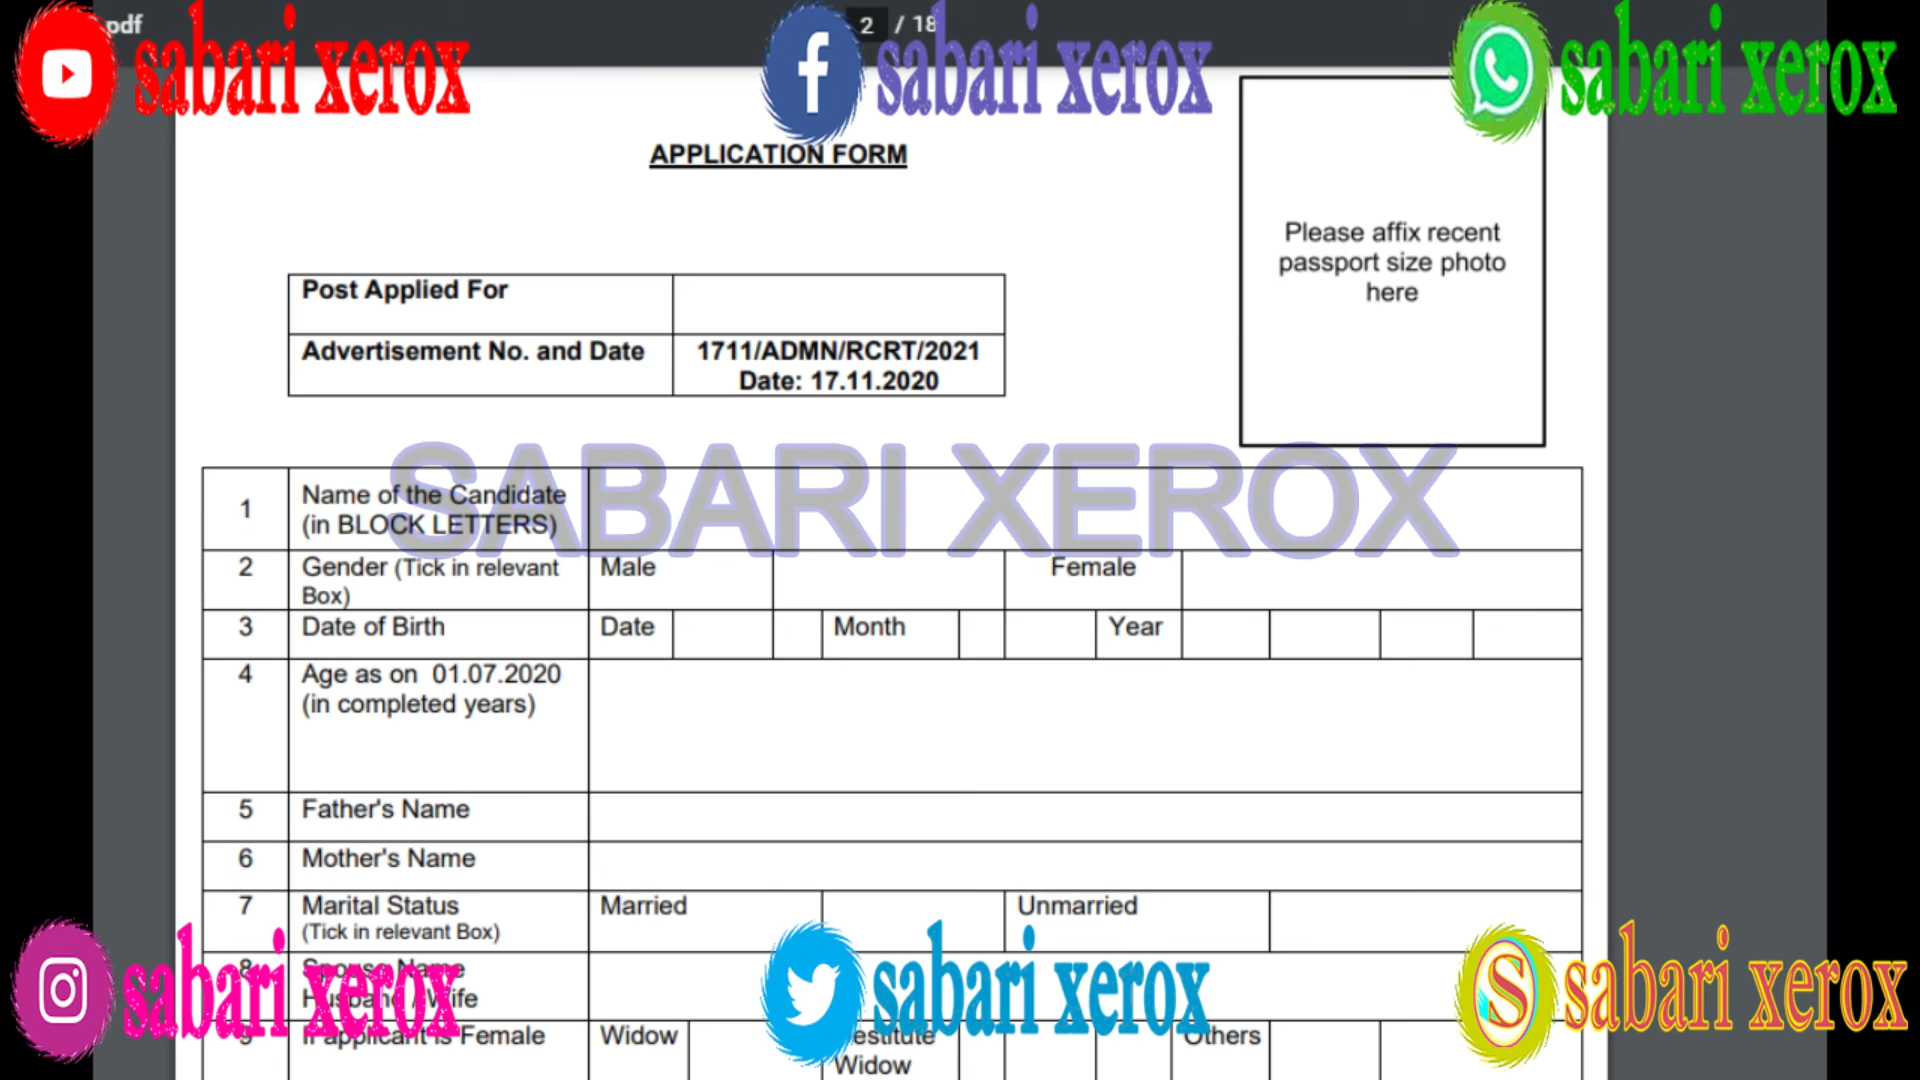 pdf
2 / 18
sabari xerox
sabari xerox
sabari xerox
APPLICATION FORM
Please affix recent
passport size photo
here
Post Applied For
Advertisement No. and Date
1711/ADMN/RCRT/2021
Date: 17.11.2020
SABARI XEROX
1 Name of the Candidate
(in BLOCK LETTERS)
2 Gender (Tick in relevant
Box) Male Female
3 Date of Birth Date Month Year
4 Age as on 01.07.2020
(in completed years)
5 Father's Name
6 Mother's Name
7 Marital Status
(Tick in relevant Box) Married Unmarried
8 Spouse Name
Husband / Wife
9 If applicant is Female Widow Destitute
Widow Others
sabari xerox
sabari xerox
S sabari xerox